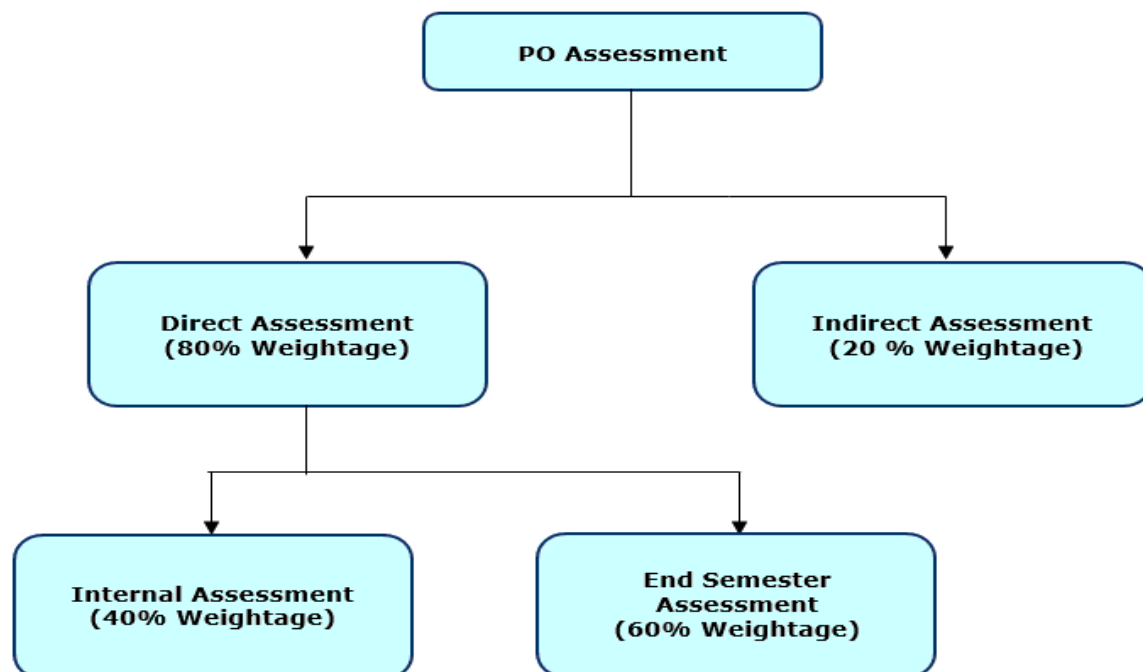 PO Assessment
Direct Assessment
(80% Weightage)
Indirect Assessment
(20 % Weightage)
Internal Assessment
(40% Weightage)
End Semester
Assessment
(60% Weightage)